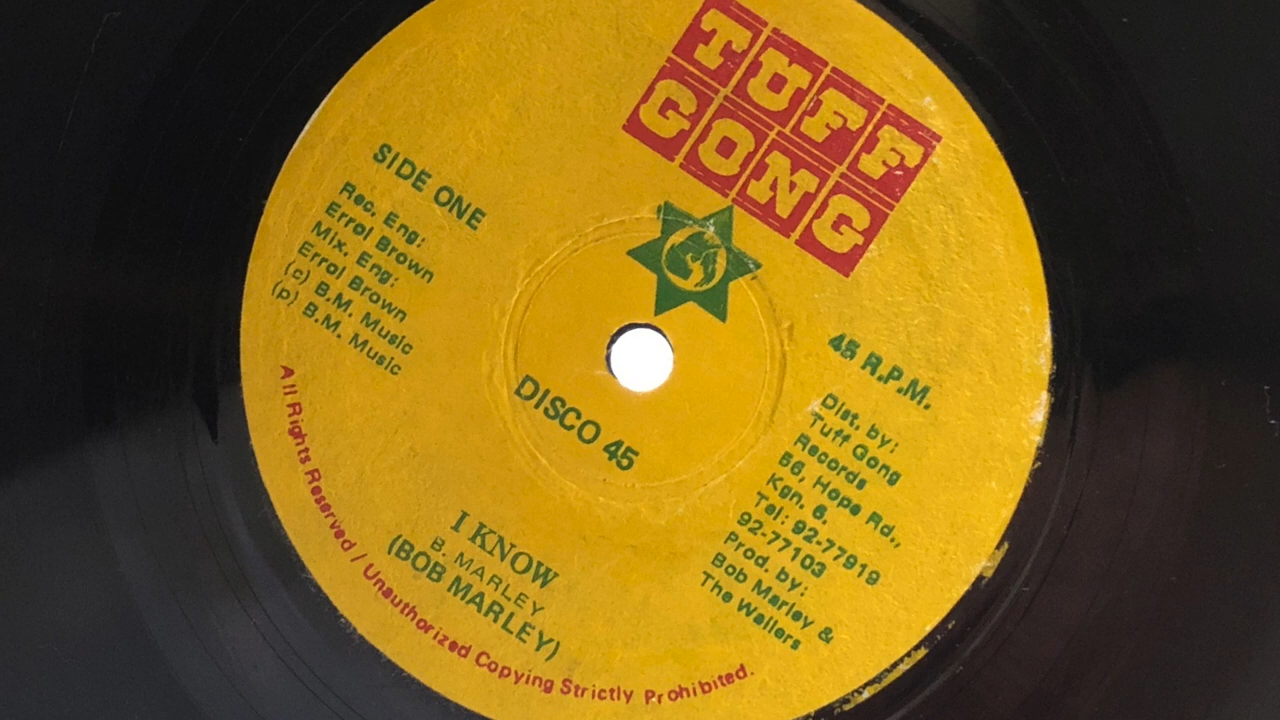 TUFF
GONG
SIDE ONE
Rec. Eng:
Errol Brown
Mix. Eng:
Errol Brown
(c) B.M. Music
(p) B.M. Music
45 R.P.M.
Dist. by:
Tuff Gong
Records
56, Hope Rd.,
Kgn. 6.
Tel: 92-77919
92-77103
Prod. by:
Bob Marley &
The Wailers
DISCO 45
I KNOW
B. MARLEY
(BOB MARLEY)
All Rights Reserved / Unauthorized Copying Strictly Prohibited.